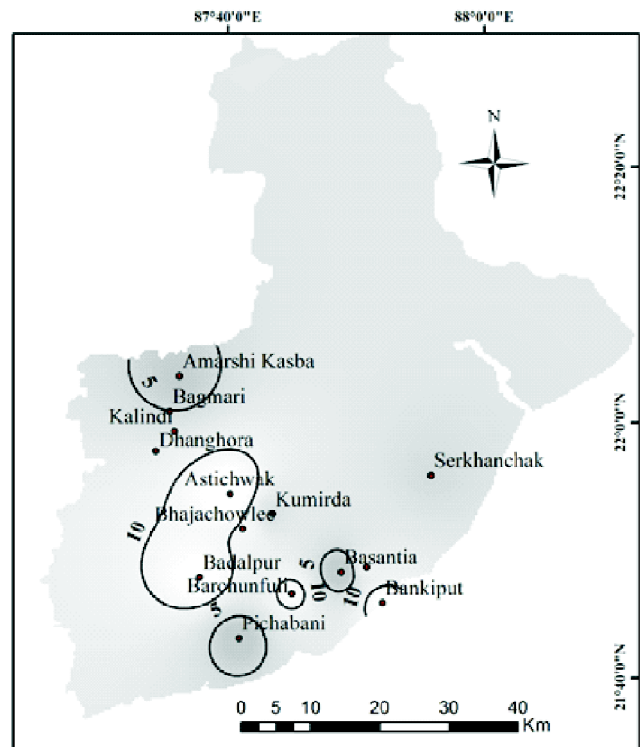 87°40'0"E 88°0'0"E
N
22°20'0"N
Amarshi Kasba
5
Bagmari
Kalindi
22°0'0"N
Dhanghora
Serkhanchak
Astichwak
Kumirda
Bhajachowlee
10
Basantia
5
Badalpur
Barchunfuli
10
10
Bankiput
5
Pichabani
21°40'0"N
0 5 10 20 30 40
Km